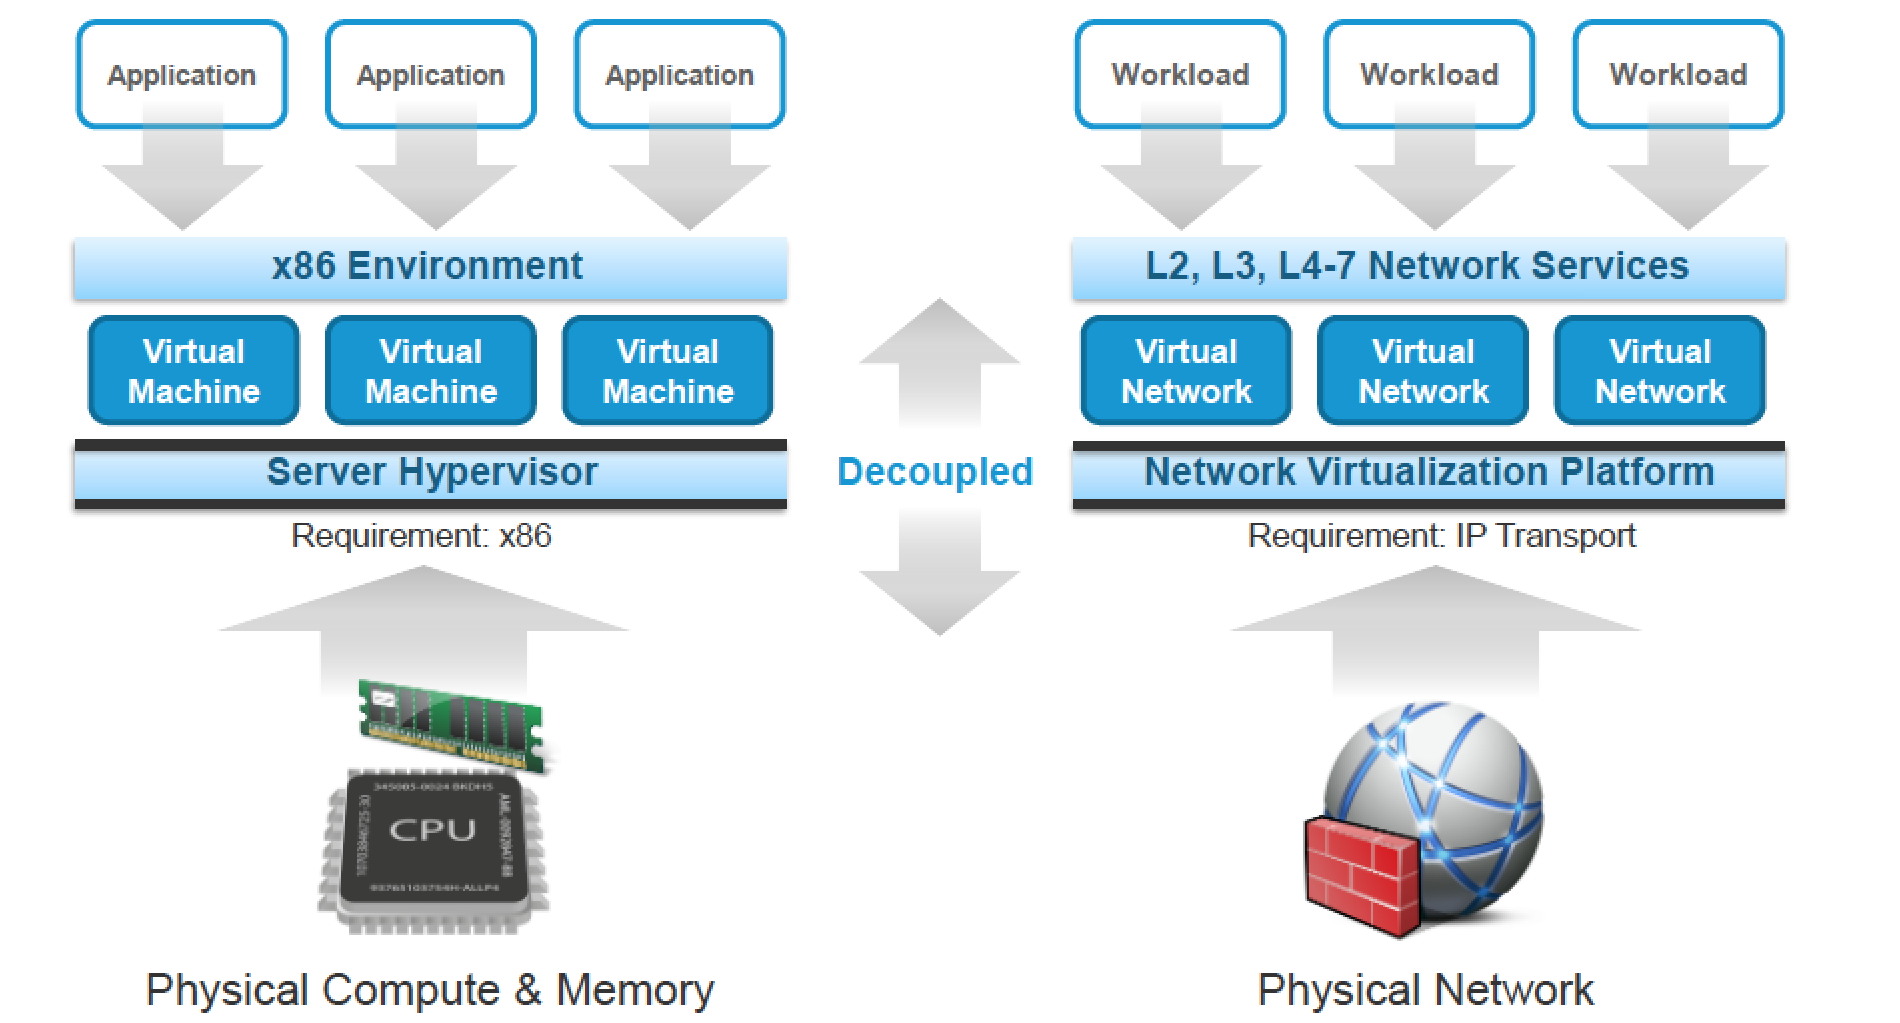 Application
Application
Application
x86 Environment
Virtual
Machine
Virtual
Machine
Virtual
Machine
Server Hypervisor
Requirement: x86
CPU
Physical Compute & Memory
Decoupled
Workload
Workload
Workload
L2, L3, L4-7 Network Services
Virtual
Network
Virtual
Network
Virtual
Network
Network Virtualization Platform
Requirement: IP Transport
Physical Network